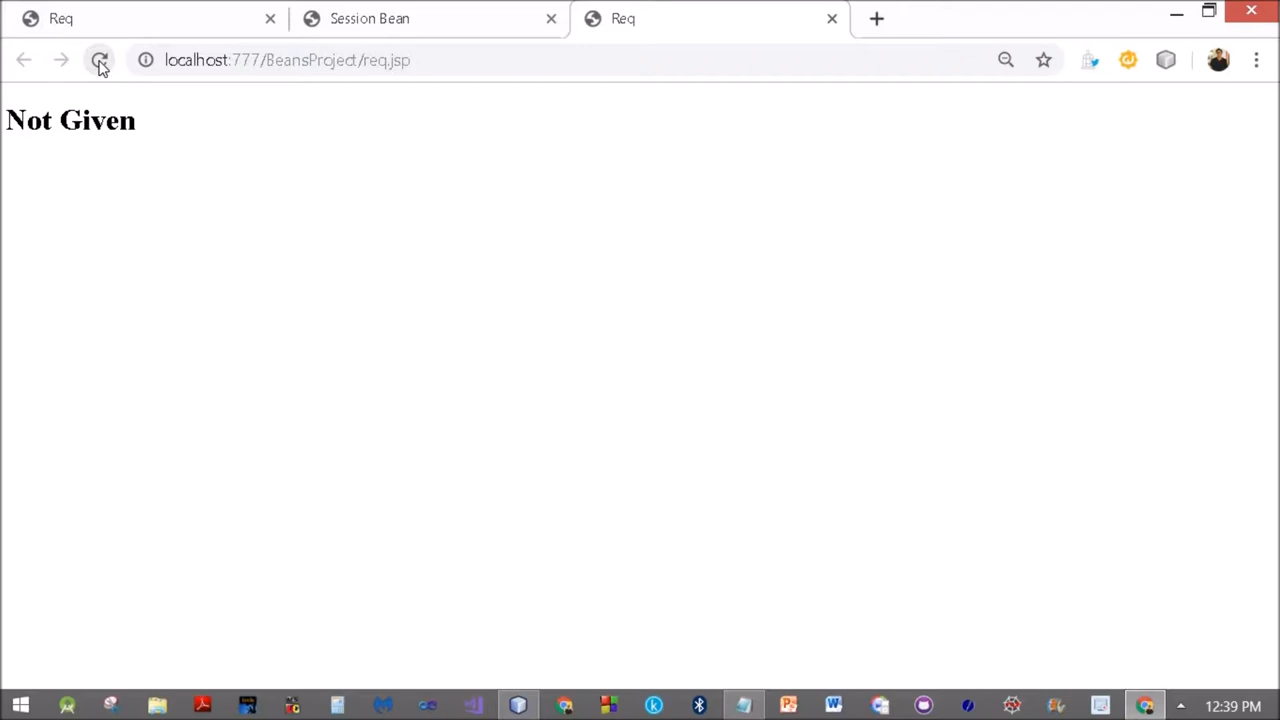 Req
Session Bean
Req
localhost:777/BeansProject/req.jsp
Not Given
12:39 PM